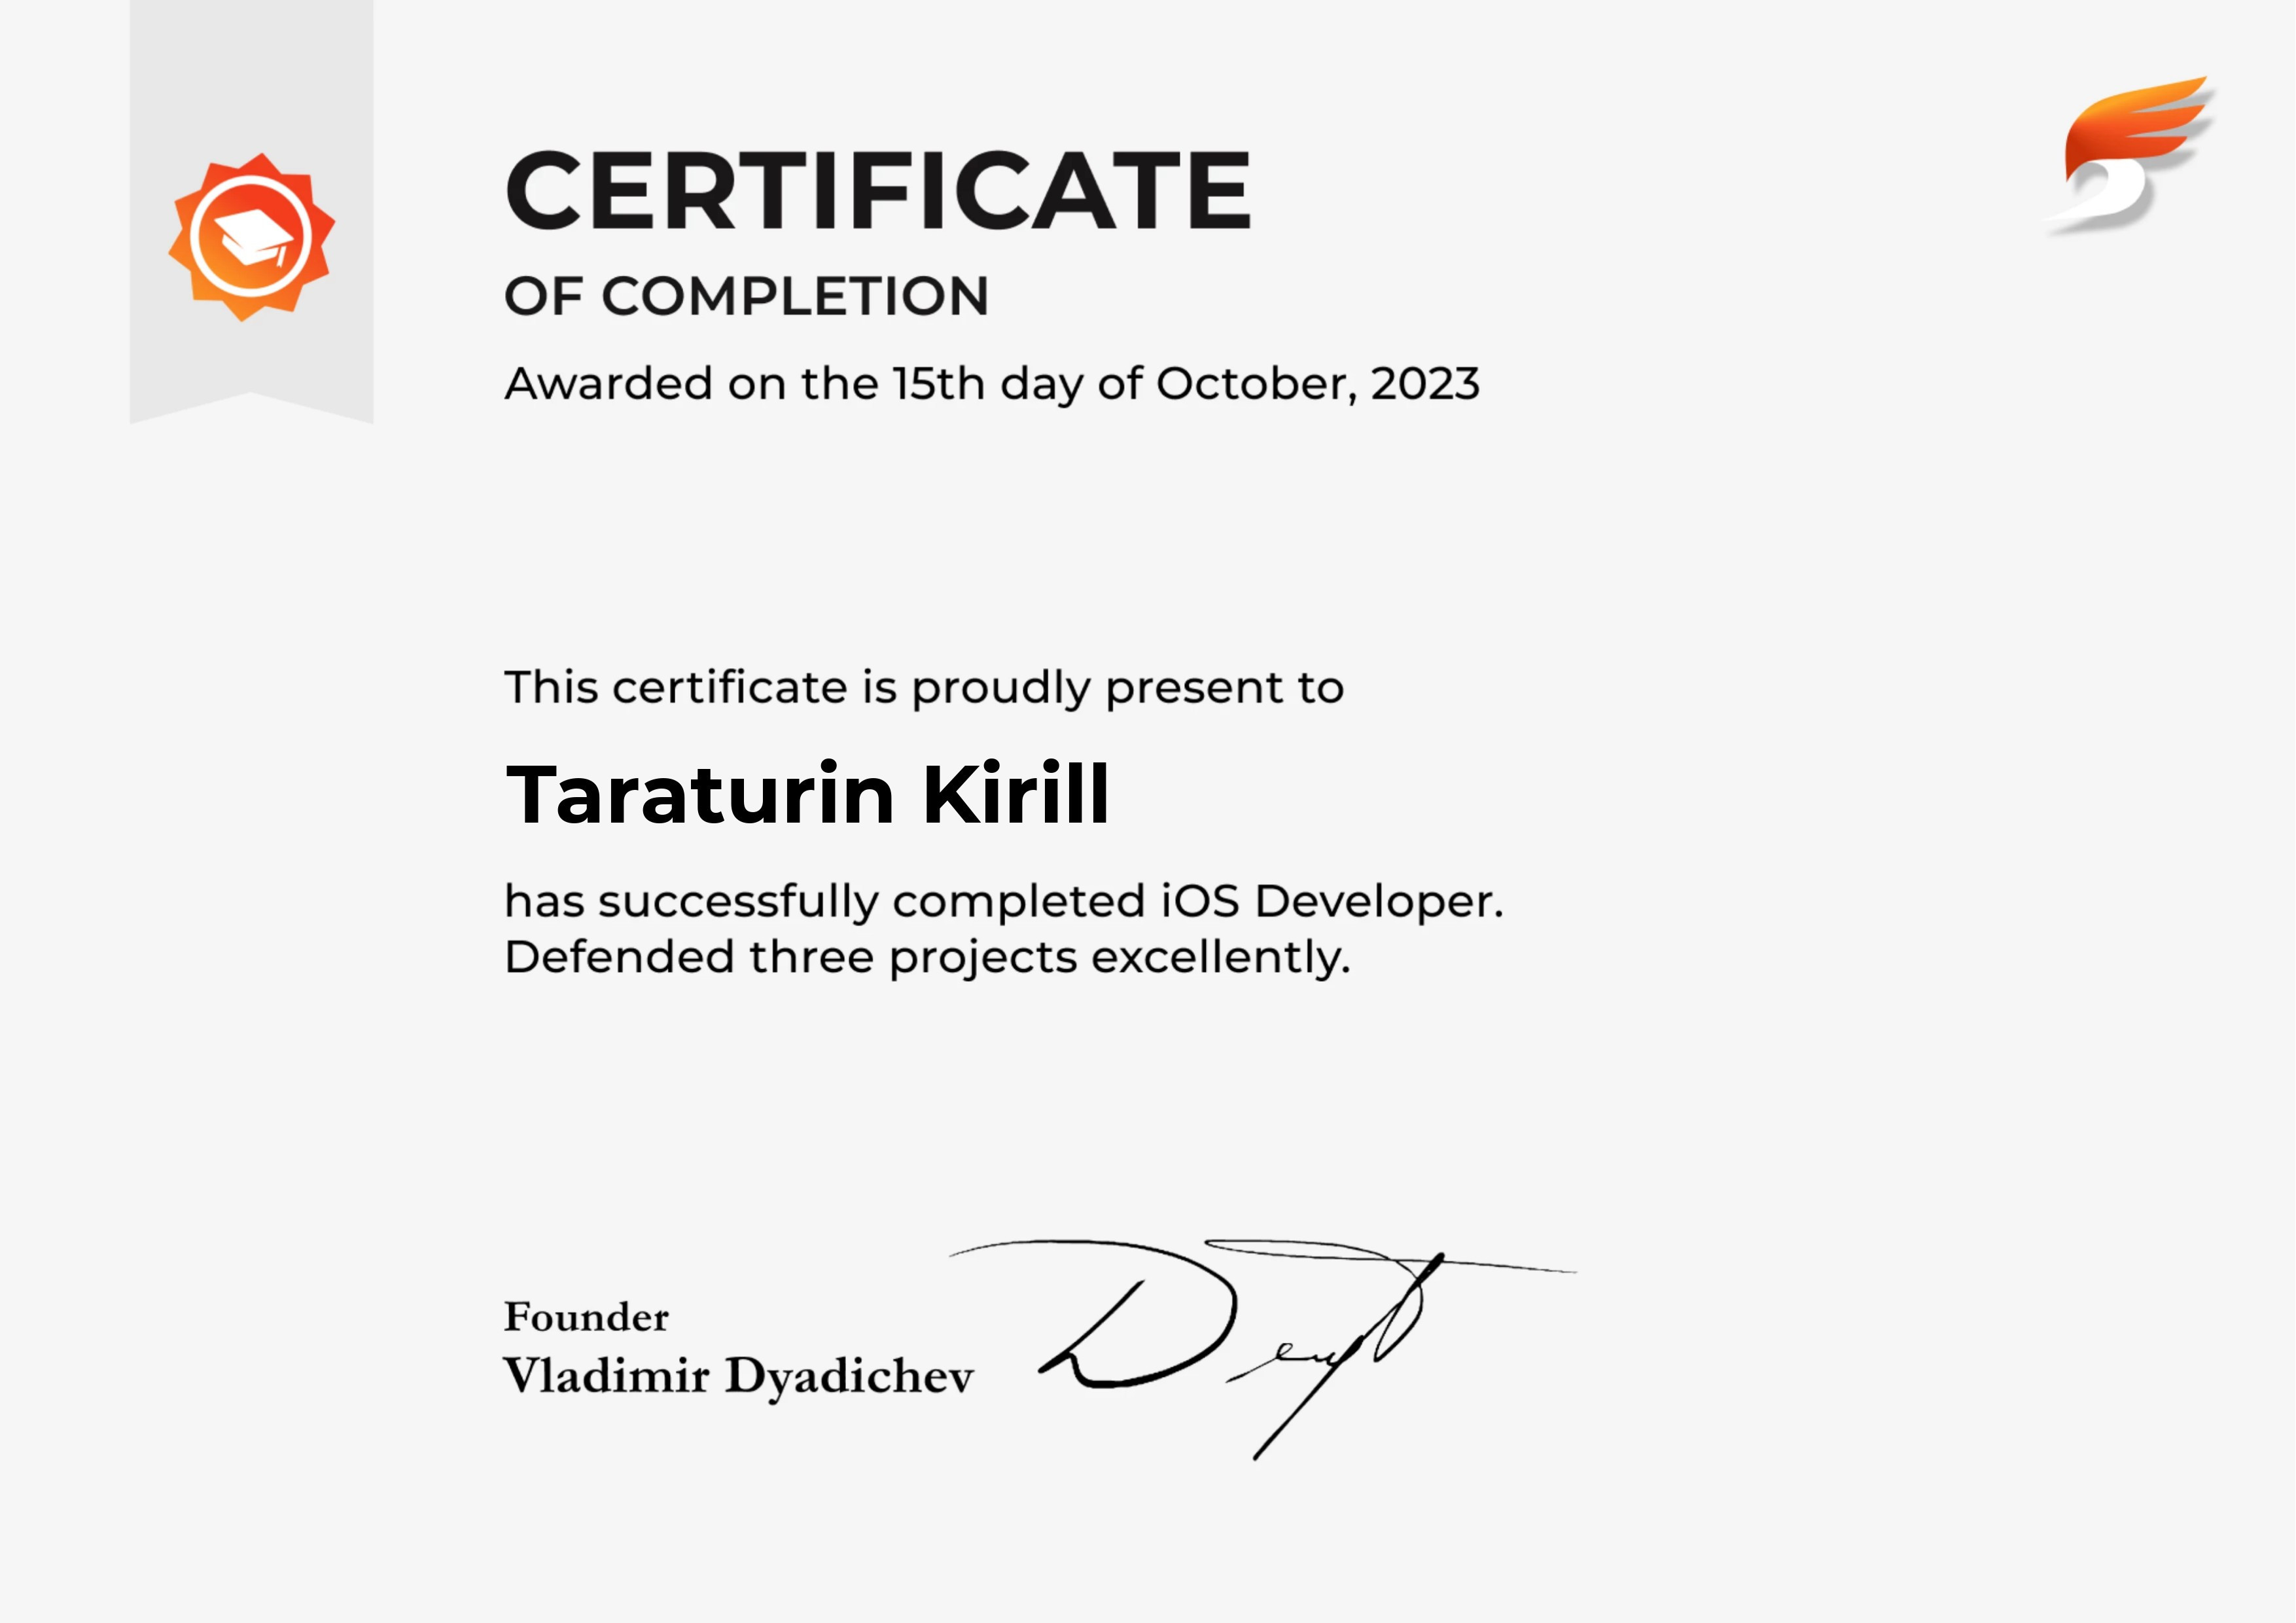 CERTIFICATE
OF COMPLETION
Awarded on the 15th day of October, 2023
This certificate is proudly present to
Taraturin Kirill
has successfully completed iOS Developer.
Defended three projects excellently.
Founder
Vladimir Dyadichev